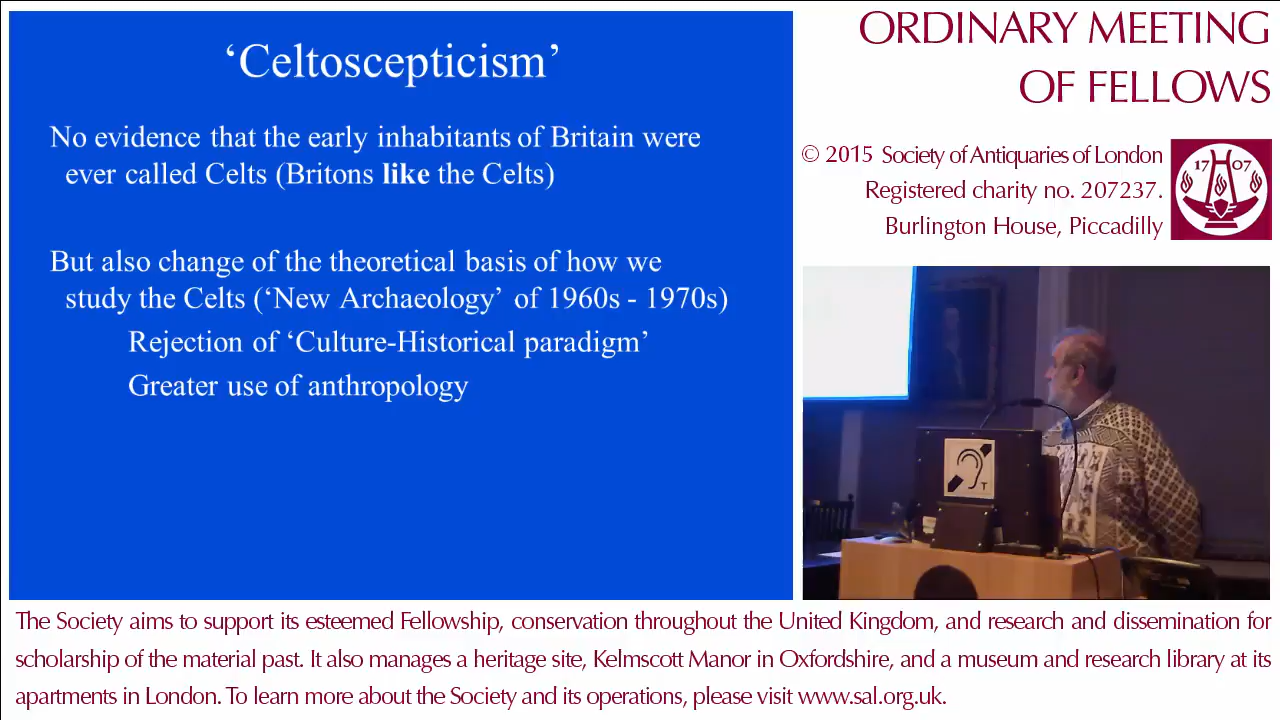 ‘Celtoscepticism’
No evidence that the early inhabitants of Britain were
ever called Celts (Britons like the Celts)
But also change of the theoretical basis of how we
study the Celts (‘New Archaeology’ of 1960s - 1970s)
Rejection of ‘Culture-Historical paradigm’
Greater use of anthropology
ORDINARY MEETING
OF FELLOWS
© 2015 Society of Antiquaries of London
Registered charity no. 207237.
Burlington House, Piccadilly
17 07
T
The Society aims to support its esteemed Fellowship, conservation throughout the United Kingdom, and research and dissemination for
scholarship of the material past. It also manages a heritage site, Kelmscott Manor in Oxfordshire, and a museum and research library at its
apartments in London. To learn more about the Society and its operations, please visit www.sal.org.uk.